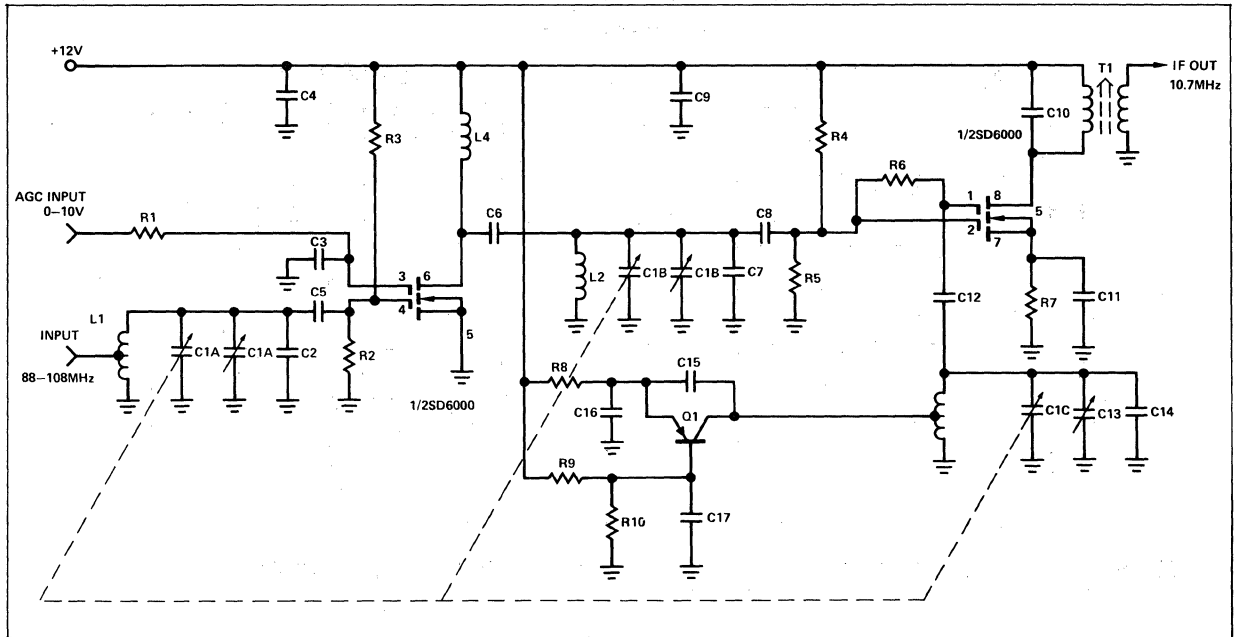 +12V
C4
C9
T1
IF OUT
10.7MHz
C10
R3
L4
R4
1/2SD6000
R6
AGC INPUT
0–10V
R1
C6
C8
1 8
5
2
7
C3
3 6
C5
4
5
L2
C1B
C1B
C7
R5
C12
R7
C11
INPUT
L1
88–108MHz
C1A
C1A
C2
R2
1/2SD6000
R8
C15
C16
Q1
C1C
C13
C14
R9
R10
C17